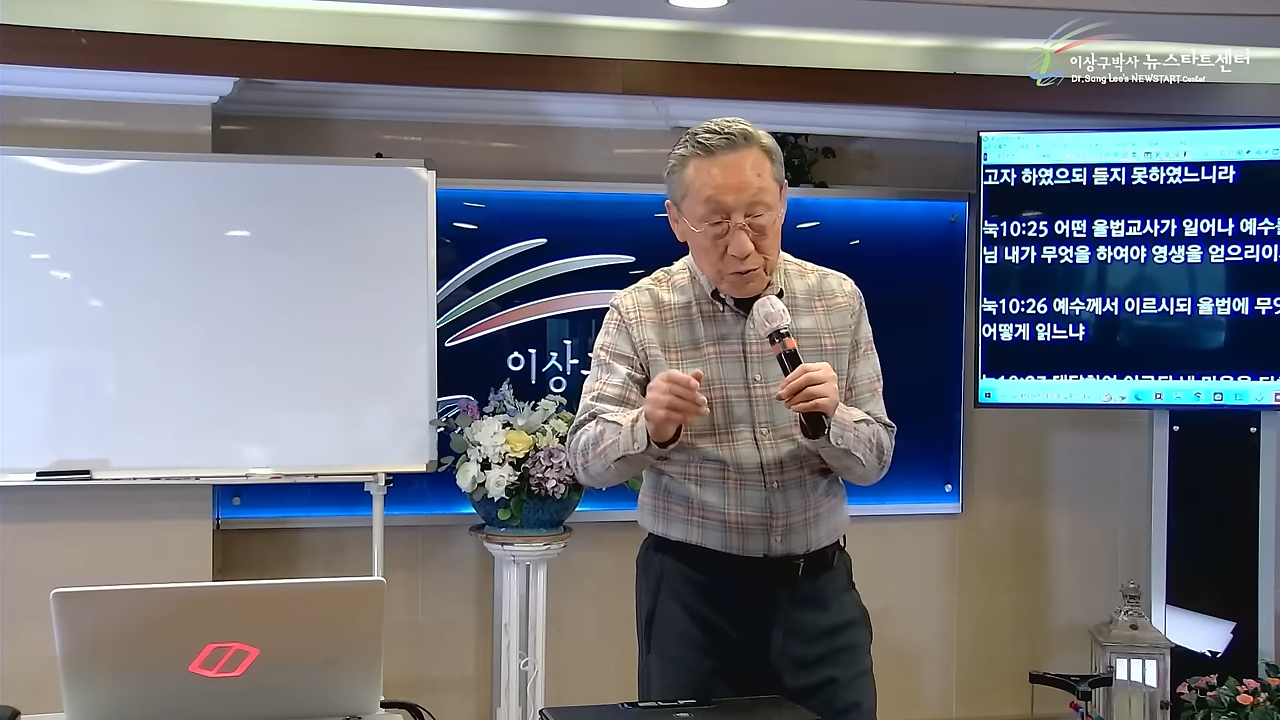 이상구박사 뉴스타트센터
Dr.Sang Lee's NEWSTART Center
고자 하였으되 듣지 못하였느니라
눅10:25 어떤 율법교사가 일어나 예수를
님 내가 무엇을 하여야 영생을 얻으리이
눅10:26 예수께서 이르시되 율법에
어떻게 읽느냐
이상